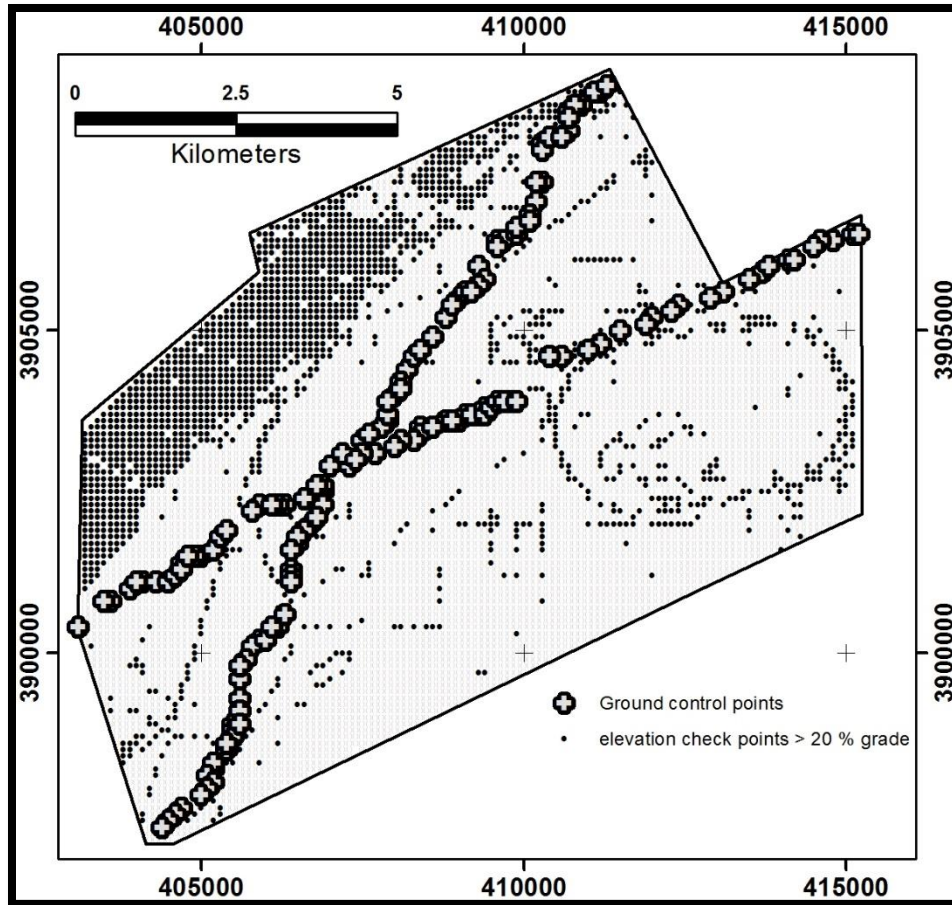 405000 410000 415000
0 2.5 5
Kilometers
3905000 3905000
3900000 3900000
Ground control points
elevation check points > 20 % grade
405000 410000 415000